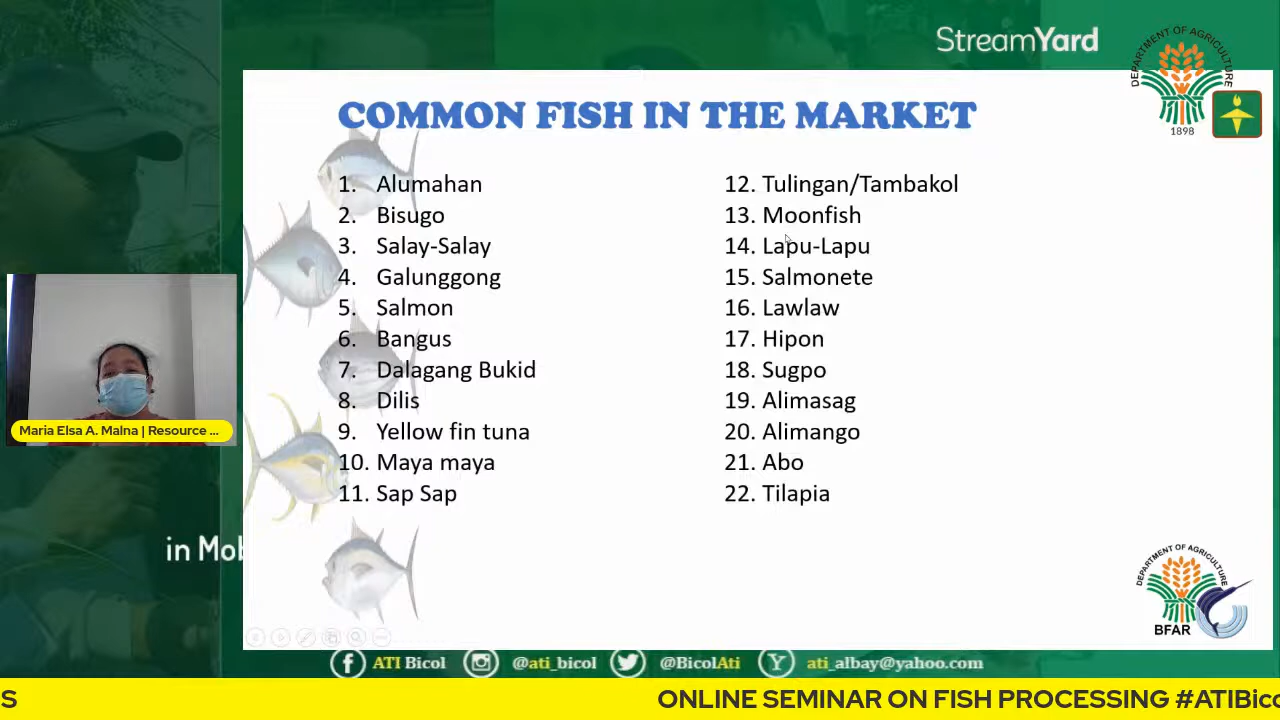 StreamYard
DEPARTMENT OF AGRICULTURE
1898
COMMON FISH IN THE MARKET
1. Alumahan
2. Bisugo
3. Salay-Salay
4. Galunggong
5. Salmon
6. Bangus
7. Dalagang Bukid
8. Dilis
9. Yellow fin tuna
10. Maya maya
11. Sap Sap
12. Tulingan/Tambakol
13. Moonfish
14. Lapu-Lapu
15. Salmonete
16. Lawlaw
17. Hipon
18. Sugpo
19. Alimasag
20. Alimango
21. Abo
22. Tilapia
Maria Elsa A. Malna | Resource ...
in Mob
DEPARTMENT OF AGRICULTURE
BFAR
ATI Bicol
@ati_bicol
@BicolAti
ati_albay@yahoo.com
S
ONLINE SEMINAR ON FISH PROCESSING #ATIBico